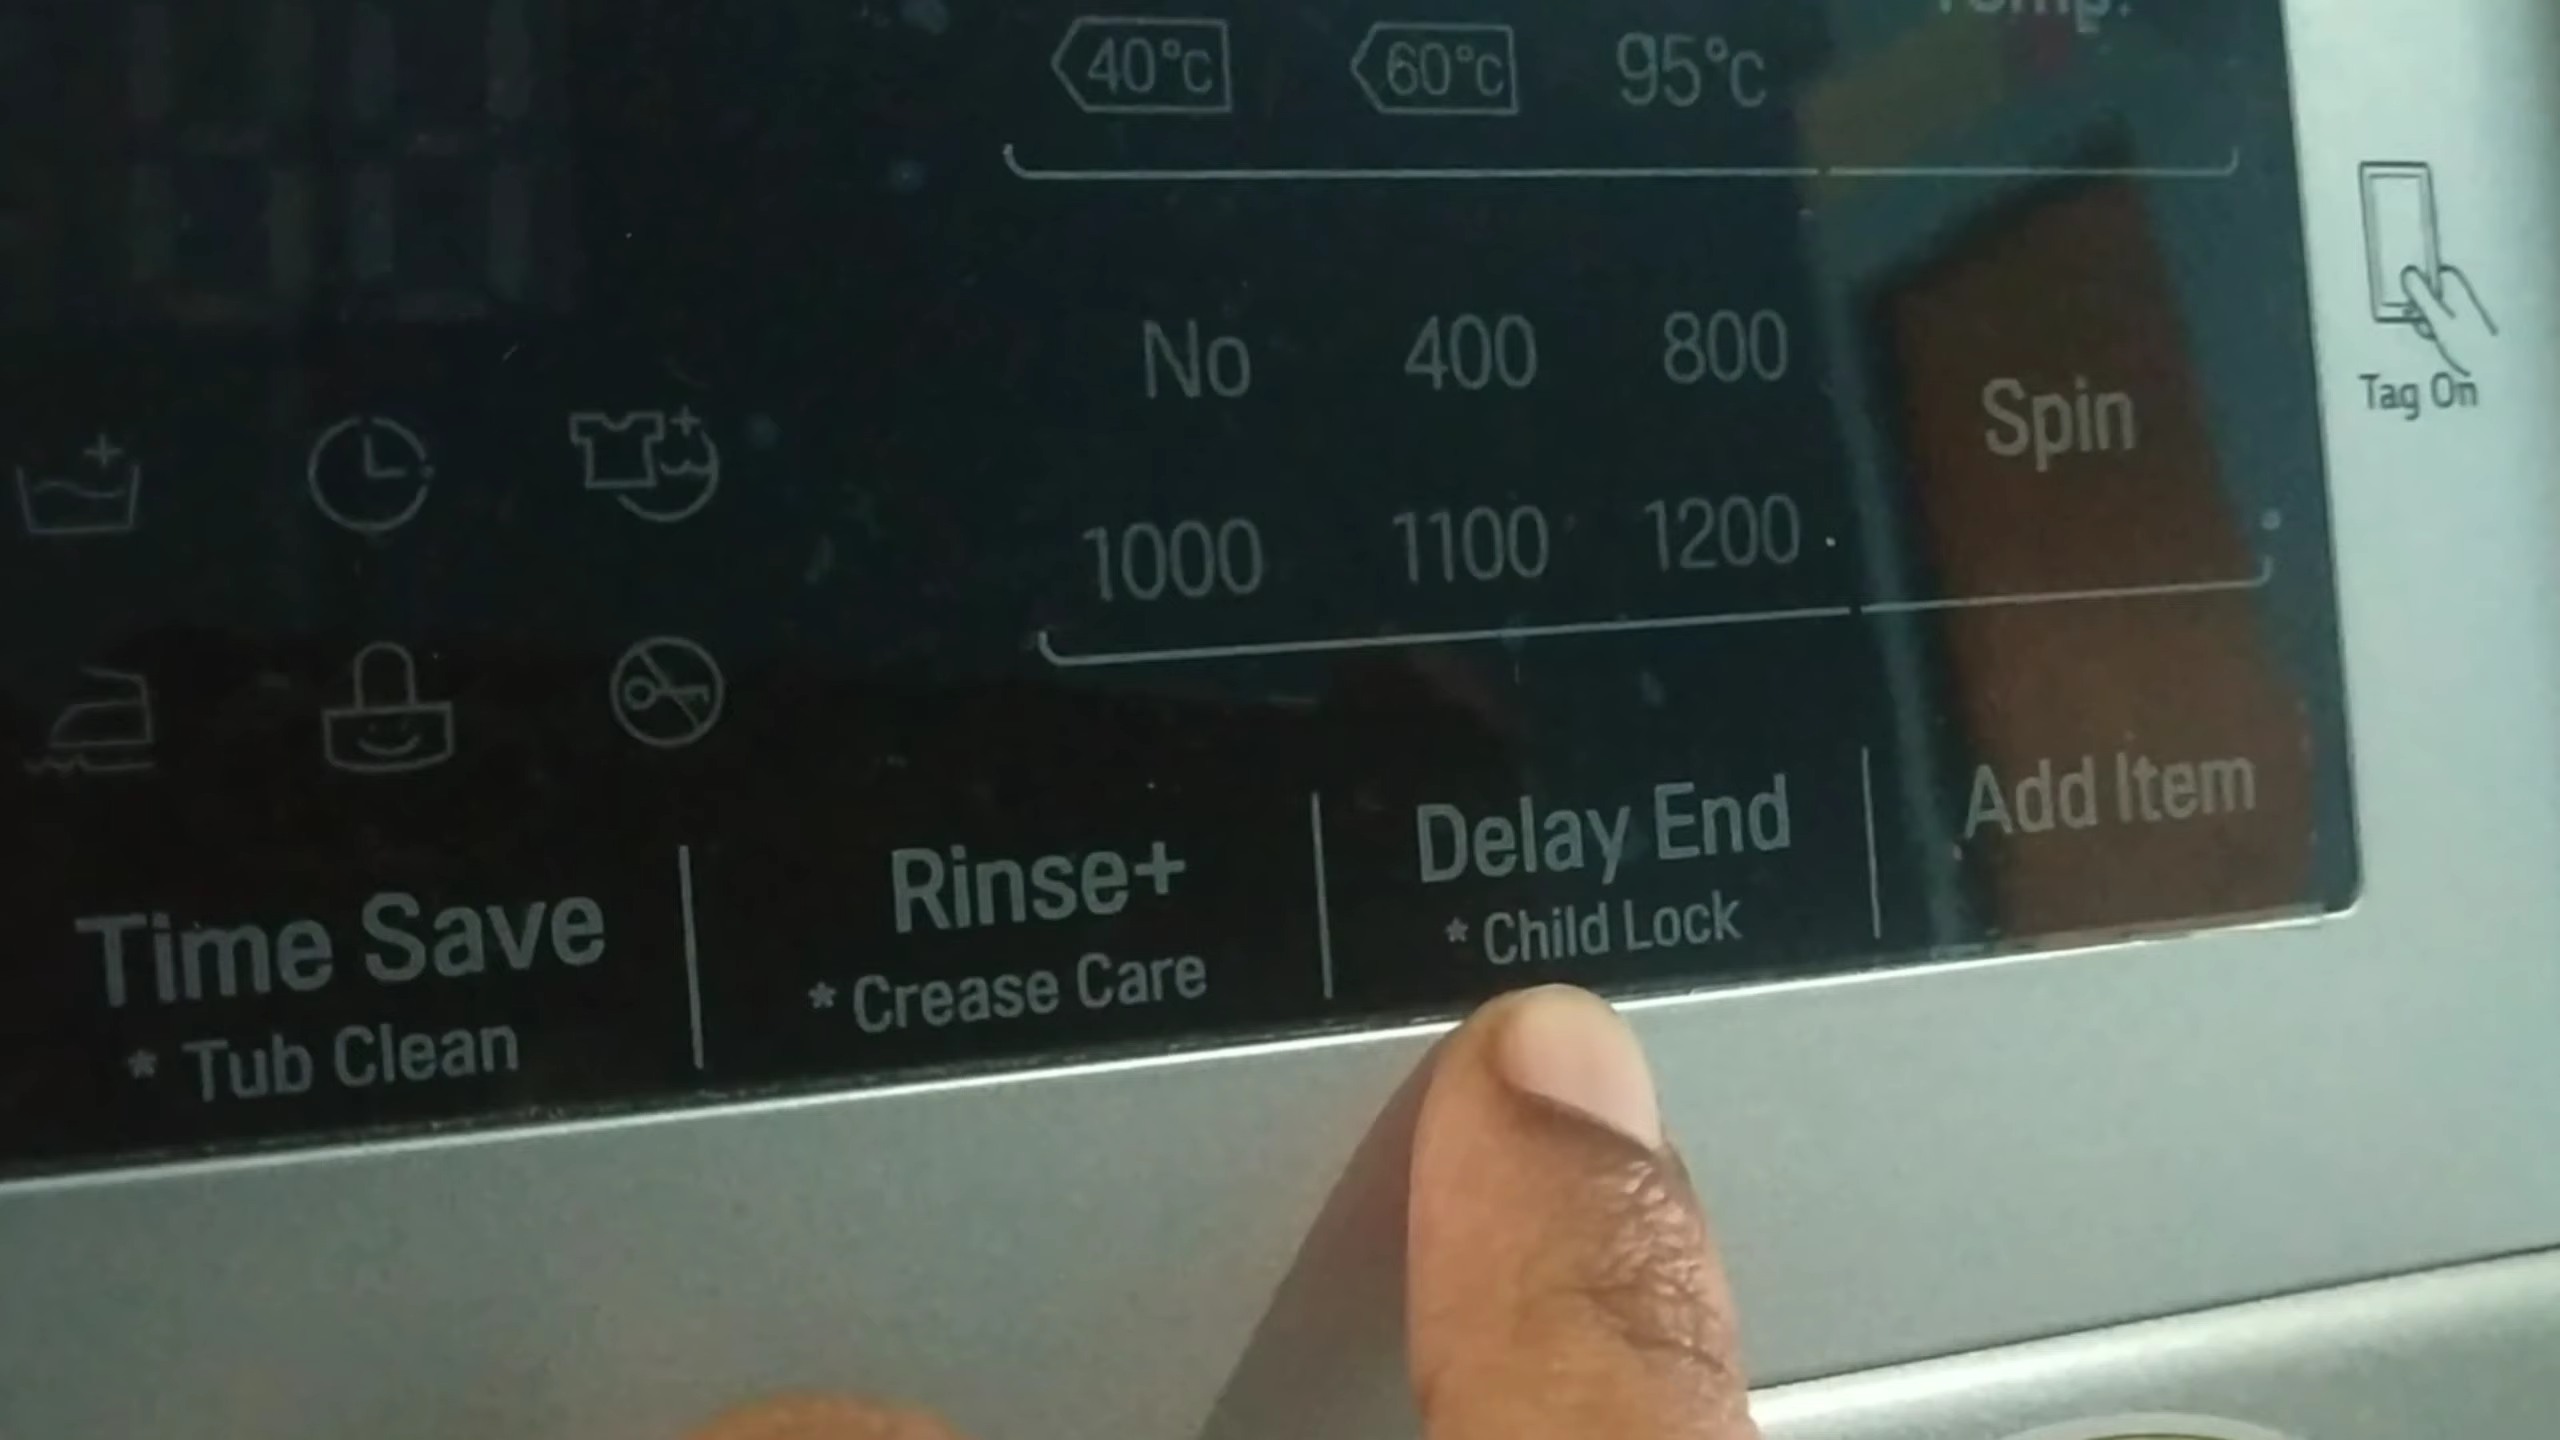 Temp.
40°c 60°c 95°c
No 400 800
Spin
1000 1100 1200
Tag On
Time Save
* Tub Clean
Rinse+
* Crease Care
Delay End
* Child Lock
Add Item